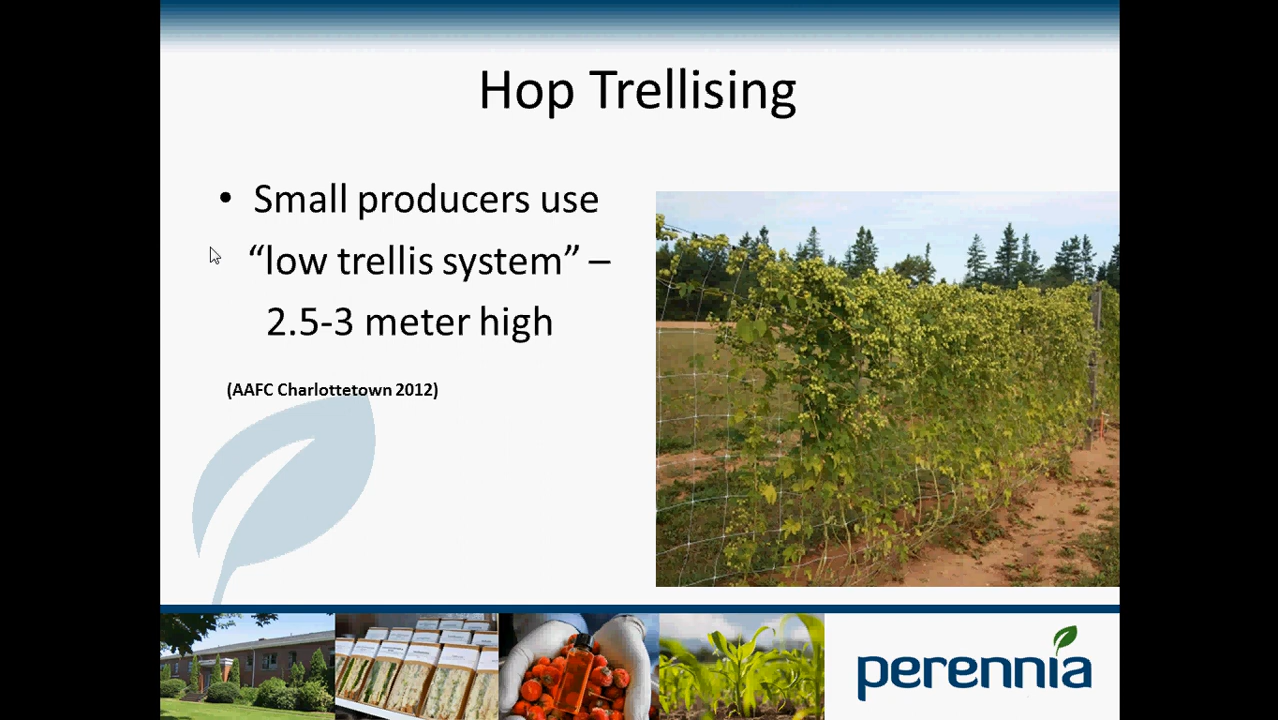 Hop Trellising
• Small producers use
“low trellis system” –
2.5-3 meter high
(AAFC Charlottetown 2012)
perennia